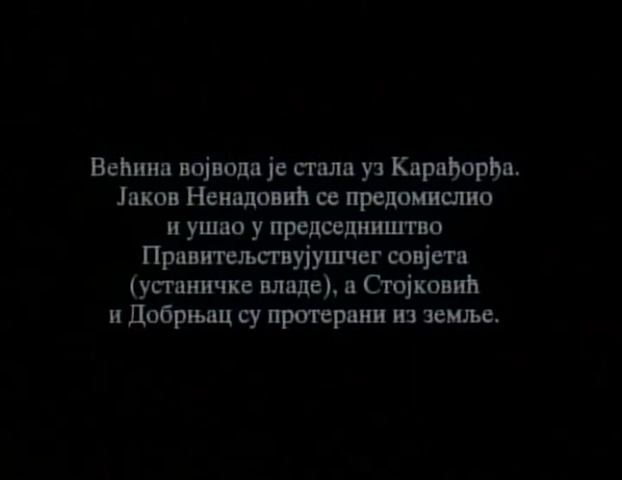 Већина војвода је стала уз Карађорђа.
Јаков Ненадовић се предомислио
и ушао у председништво
Правитељствујушчег совјета
(устаничке владе), а Стојковић
и Добрњац су протерани из земље.